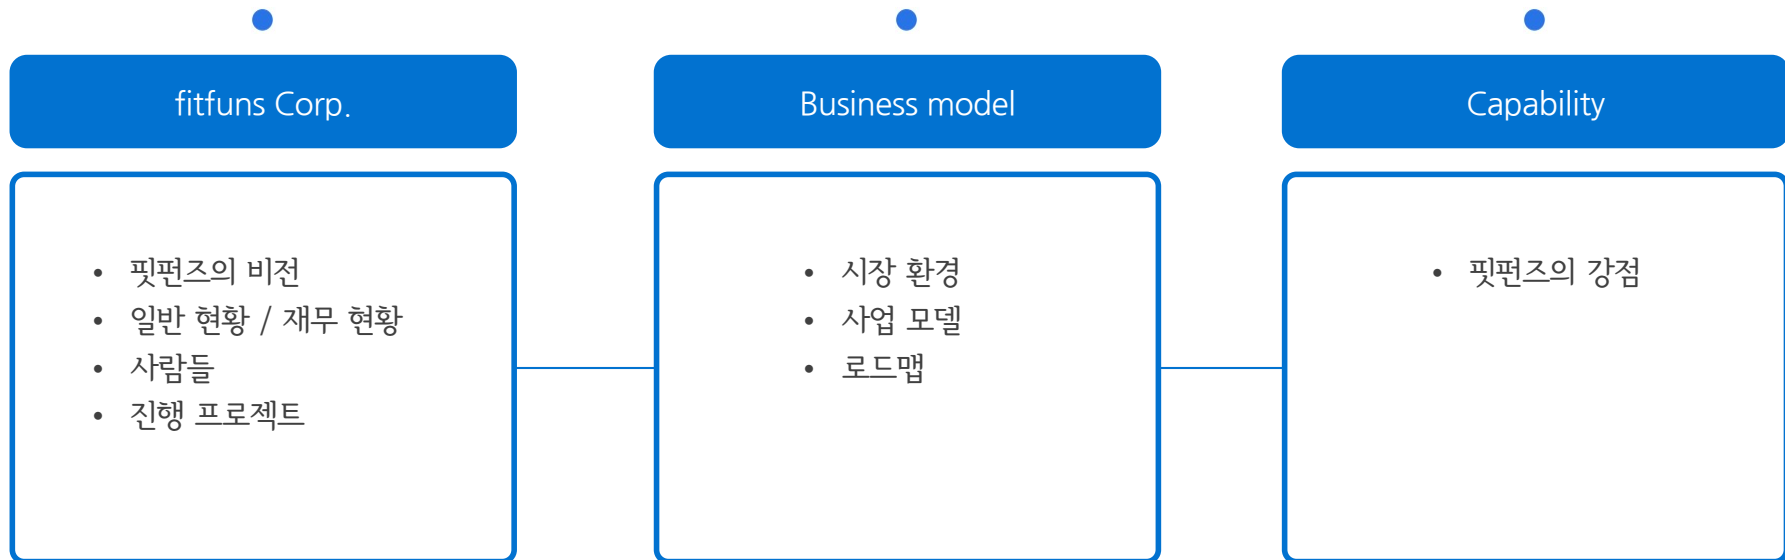 fitfuns Corp.
• 핏펀즈의 비전
• 일반 현황 / 재무 현황
• 사람들
• 진행 프로젝트
Business model
• 시장 환경
• 사업 모델
• 로드맵
Capability
• 핏펀즈의 강점